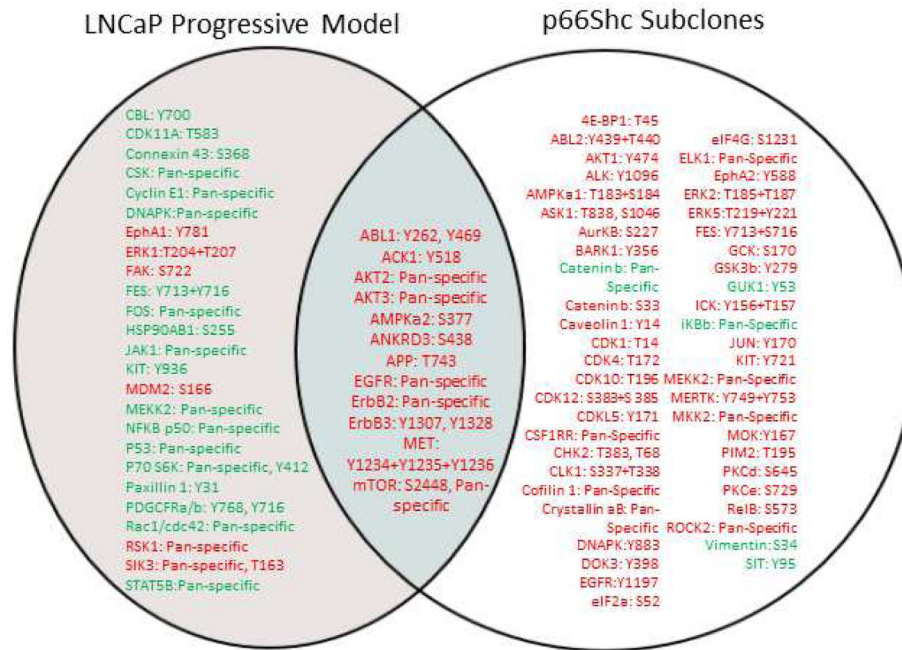 LNCaP Progressive Model
p66Shc Subclones
CBL: Y700
CDK11A: T583
Connexin 43: S368
CSK: Pan-specific
Cyclin E1: Pan-specific
DNAPK:Pan-specific
EphA1: Y781
ERK1:T204+T207
FAK: S722
FES: Y713+Y716
FOS: Pan-specific
HSP90AB1: S255
JAK1: Pan-specific
KIT: Y936
MDM2: S166
MEKK2: Pan-specific
NFKB p50: Pan-specific
P53: Pan-specific
P70 S6K: Pan-specific, Y412
Paxillin 1: Y31
PDGCFRa/b: Y768, Y716
Rac1/cdc42: Pan-specific
RSK1: Pan-specific
SIK3: Pan-specific, T163
STAT5B:Pan-specific
ABL1: Y262, Y469
ACK1: Y518
AKT2: Pan-specific
AKT3: Pan-specific
AMPKa2: S377
ANKRD3: S438
APP: T743
EGFR: Pan-specific
ErbB2: Pan-specific
ErbB3: Y1307, Y1328
MET:
Y1234+Y1235+Y1236
mTOR: S2448, Pan-
specific
4E-BP1: T45
ABL2:Y439+T440
AKT1: Y474
ALK: Y1096
AMPKa1: T183+S184
ASK1: T838, S1046
AurKB: S227
BARK1: Y356
Catenin b: Pan-
Specific
Catenin b: S33
Caveolin 1: Y14
CDK1: T14
CDK4: T172
CDK10: T196
CDK12: S383+S385
CDKL5: Y171
CSF1RR: Pan-Specific
CHK2: T383, T68
CLK1: S337+T338
Cofilin 1: Pan-Specific
Crystallin aB: Pan-
Specific
DNAPK:Y883
DOK3: Y398
EGFR:Y1197
eIF2a: S52
eIF4G: S1231
ELK1: Pan-Specific
EphA2: Y588
ERK2: T185+T187
ERK5:T219+Y221
FES: Y713+S716
GCK: S170
GSK3b: Y279
GUK1: Y53
ICK: Y156+T157
iKBb: Pan-Specific
JUN: Y170
KIT: Y721
MEKK2: Pan-Specific
MERTK: Y749+Y753
MKK2: Pan-Specific
MOK:Y167
PIM2: T195
PKCd: S645
PKCe: S729
RelB: S573
ROCK2: Pan-Specific
Vimentin: S34
SIT: Y95